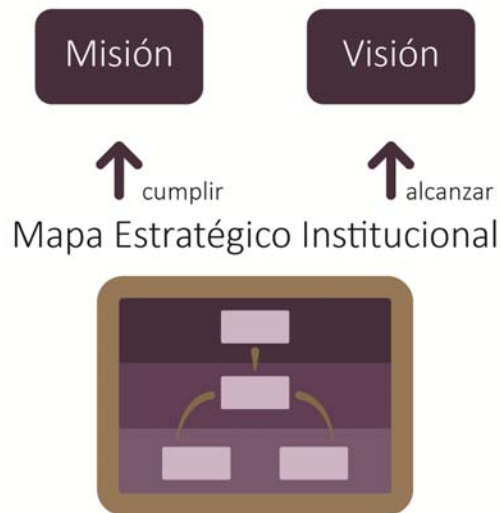 Misión
Visión
cumplir
alcanzar
Mapa Estratégico Institucional